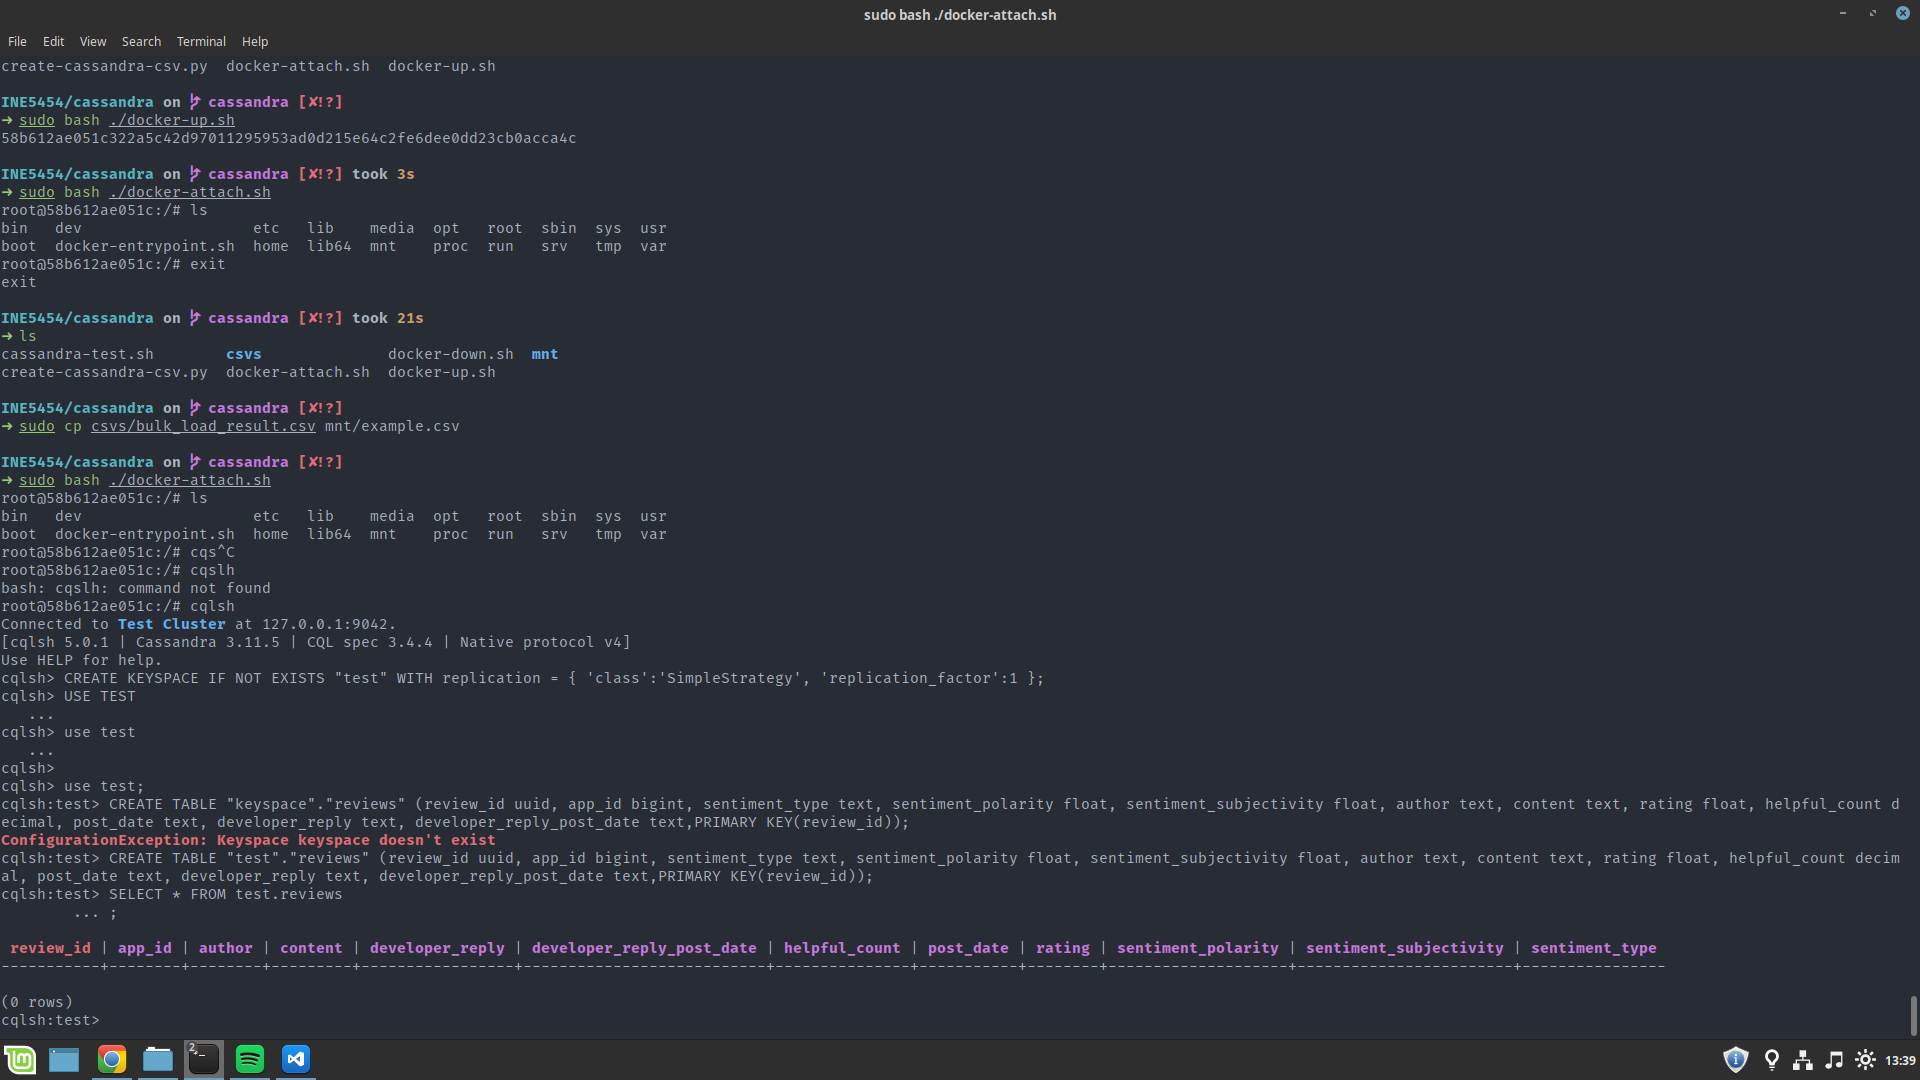 sudo bash ./docker-attach.sh
File Edit View Search Terminal Help
create-cassandra-csv.py  docker-attach.sh  docker-up.sh
INE5454/cassandra on cassandra [✘!?]
➜ sudo bash ./docker-up.sh
58b612ae051c322a5c42d97011295953ad0d215e64c2fe6dee0dd23cb0acca4c
INE5454/cassandra on cassandra [✘!?] took 3s
➜ sudo bash ./docker-attach.sh
root@58b612ae051c:/# ls
bin   dev                   etc   lib    media  opt   root  sbin  sys  usr
boot  docker-entrypoint.sh  home  lib64  mnt    proc  run   srv   tmp  var
root@58b612ae051c:/# exit
exit
INE5454/cassandra on cassandra [✘!?] took 21s
➜ ls
cassandra-test.sh        csvs              docker-down.sh  mnt
create-cassandra-csv.py  docker-attach.sh  docker-up.sh
INE5454/cassandra on cassandra [✘!?]
➜ sudo cp csvs/bulk_load_result.csv mnt/example.csv
INE5454/cassandra on cassandra [✘!?]
➜ sudo bash ./docker-attach.sh
root@58b612ae051c:/# ls
bin   dev                   etc   lib    media  opt   root  sbin  sys  usr
boot  docker-entrypoint.sh  home  lib64  mnt    proc  run   srv   tmp  var
root@58b612ae051c:/# cqs^C
root@58b612ae051c:/# cqslh
bash: cqslh: command not found
root@58b612ae051c:/# cqlsh
Connected to Test Cluster at 127.0.0.1:9042.
[cqlsh 5.0.1 | Cassandra 3.11.5 | CQL spec 3.4.4 | Native protocol v4]
Use HELP for help.
cqlsh> CREATE KEYSPACE IF NOT EXISTS "test" WITH replication = { 'class':'SimpleStrategy', 'replication_factor':1 };
cqlsh> USE TEST
   ...
cqlsh> use test
   ...
cqlsh>
cqlsh> use test;
cqlsh:test> CREATE TABLE "keyspace"."reviews" (review_id uuid, app_id bigint, sentiment_type text, sentiment_polarity float, sentiment_subjectivity float, author text, content text, rating float, helpful_count d
ecimal, post_date text, developer_reply text, developer_reply_post_date text,PRIMARY KEY(review_id));
ConfigurationException: Keyspace keyspace doesn't exist
cqlsh:test> CREATE TABLE "test"."reviews" (review_id uuid, app_id bigint, sentiment_type text, sentiment_polarity float, sentiment_subjectivity float, author text, content text, rating float, helpful_count decim
al, post_date text, developer_reply text, developer_reply_post_date text,PRIMARY KEY(review_id));
cqlsh:test> SELECT * FROM test.reviews
        ... ;
 review_id | app_id | author | content | developer_reply | developer_reply_post_date | helpful_count | post_date | rating | sentiment_polarity | sentiment_subjectivity | sentiment_type
-----------+--------+--------+---------+-----------------+---------------------------+---------------+-----------+--------+--------------------+------------------------+----------------
(0 rows)
cqlsh:test>
2
13:39